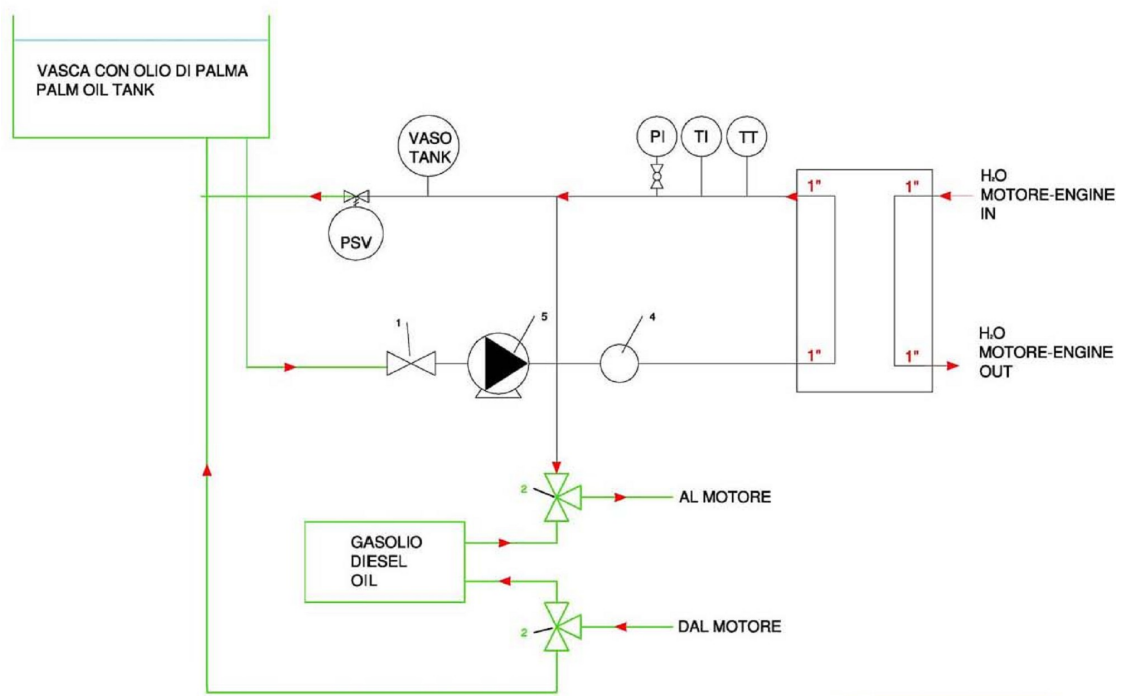 VASCA CON OLIO DI PALMA
PALM OIL TANK
VASO
TANK
PI
TI
TT
PSV
1"
1"
H₂O
MOTORE-ENGINE
IN
1
5
4
1"
1"
H₂O
MOTORE-ENGINE
OUT
2
AL MOTORE
GASOLIO
DIESEL
OIL
2
DAL MOTORE